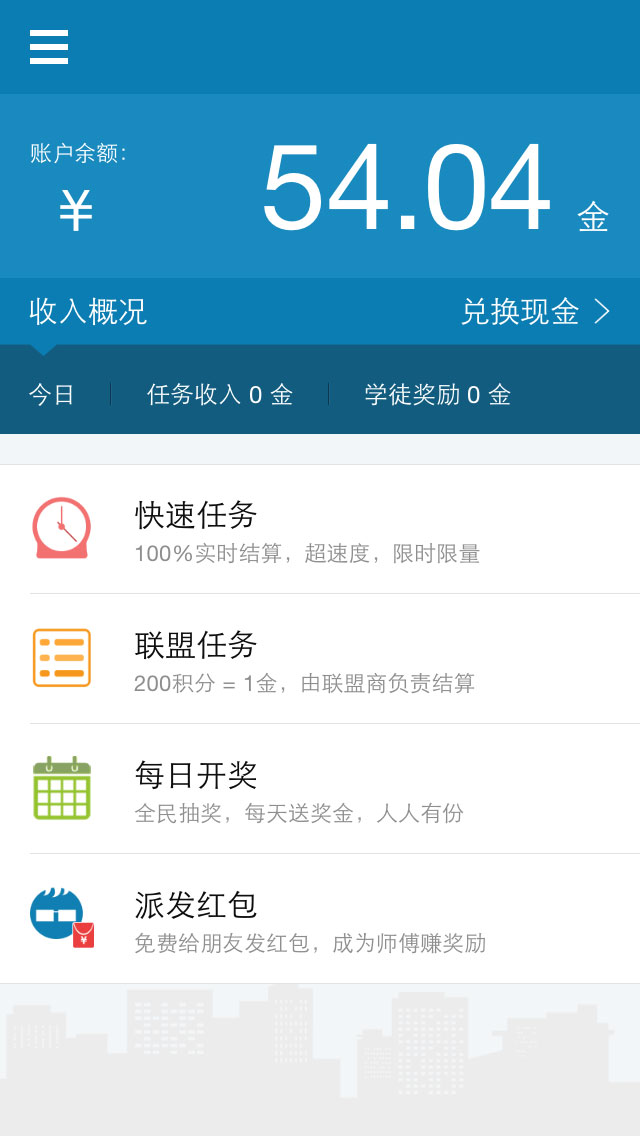 账户余额:
¥ 54.04 金
收入概况 兑换现金
今日 任务收入 0 金 学徒奖励 0 金
快速任务
100%实时结算，超速度，限时限量
联盟任务
200积分 = 1金，由联盟商负责结算
每日开奖
全民抽奖，每天送奖金，人人有份
派发红包
¥
免费给朋友发红包，成为师傅赚奖励